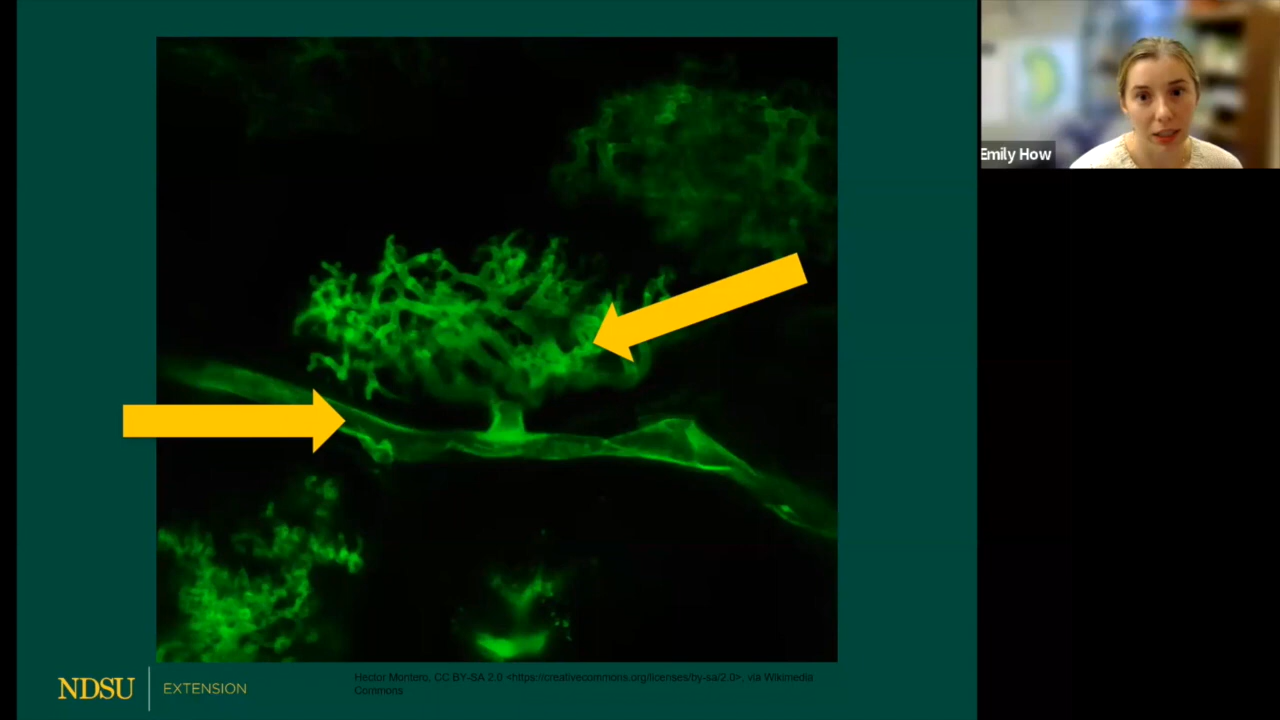 Emily How
Hector Montero, CC BY-SA 2.0 <https://creativecommons.org/licenses/by-sa/2.0>, via Wikimedia
Commons
NDSU
EXTENSION